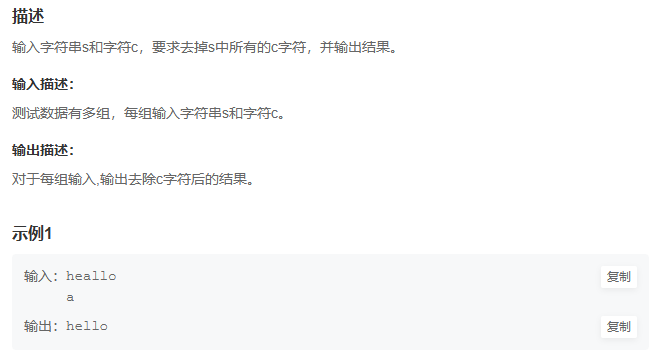 描述
输入字符串s和字符c，要求去掉s中所有的c字符，并输出结果。
输入描述：
测试数据有多组，每组输入字符串s和字符c。
输出描述：
对于每组输入,输出去除c字符后的结果。
示例1
输入：heallo 复制
a
输出：hello 复制